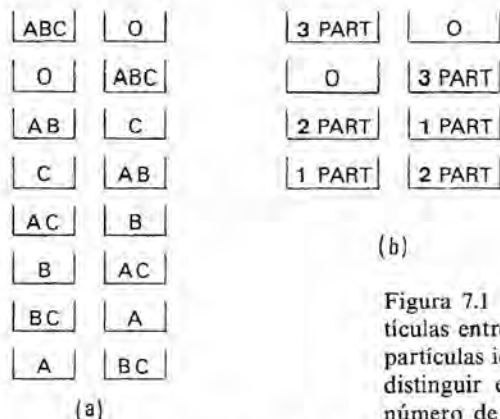 ABC O
O ABC
AB C
C AB
AC B
B AC
BC A
A BC
(a)
3 PART O
O 3 PART
2 PART 1 PART
1 PART 2 PART
(b)
Figura 7.1
tículas entr
partículas i
distinguir e
número de